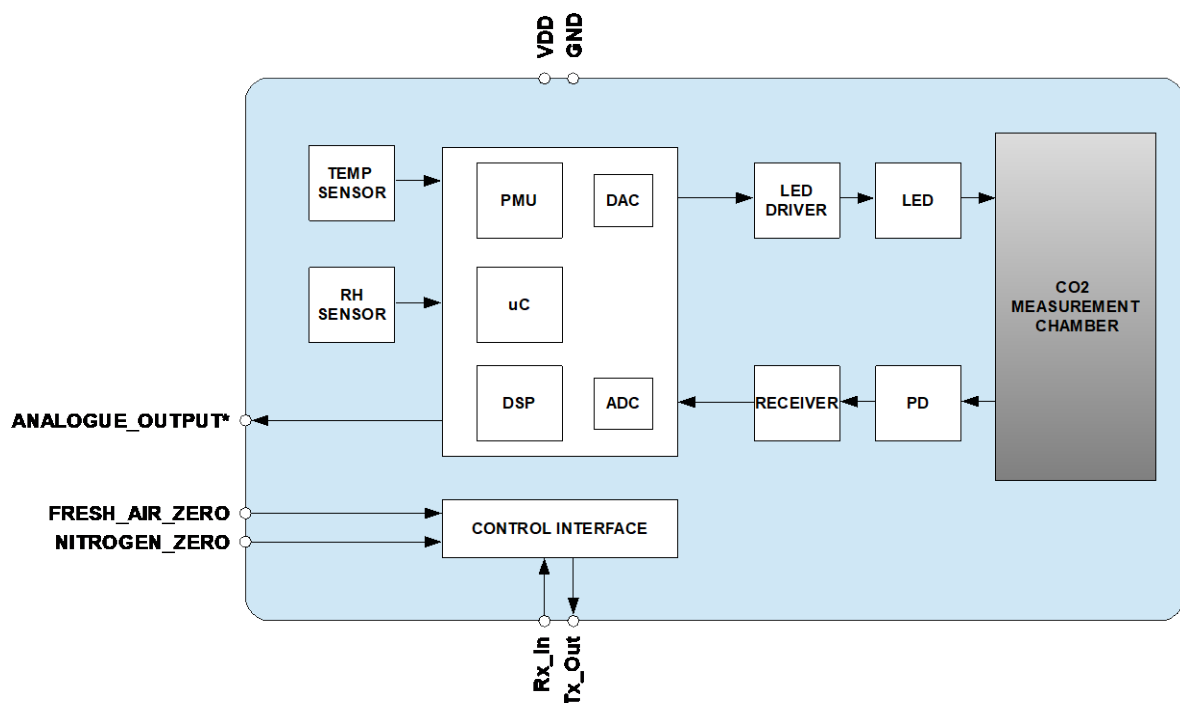 VDD
GND
TEMP
SENSOR
PMU
DAC
LED
DRIVER
LED
RH
SENSOR
uC
CO2
MEASUREMENT
CHAMBER
DSP
ADC
RECEIVER
PD
ANALOGUE_OUTPUT*
FRESH_AIR_ZERO
NITROGEN_ZERO
CONTROL INTERFACE
Rx_In
Tx_Out